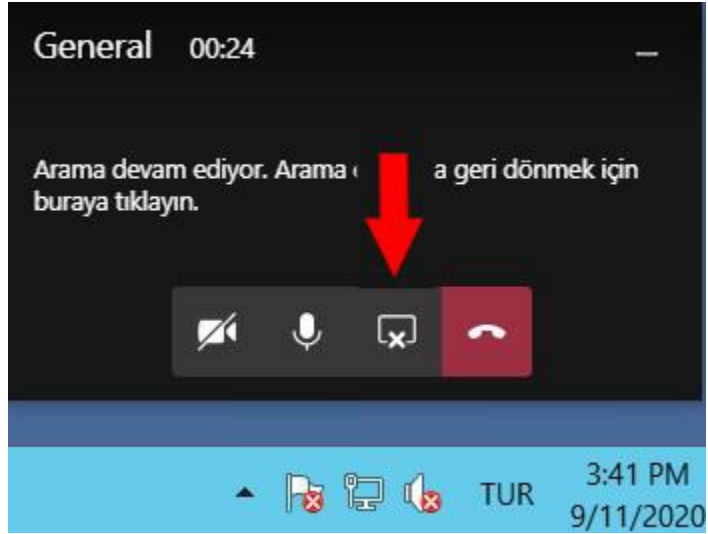 General 00:24
Arama devam ediyor. Arama a geri dönmek için
buraya tıklayın.
TUR 3:41 PM
9/11/2020